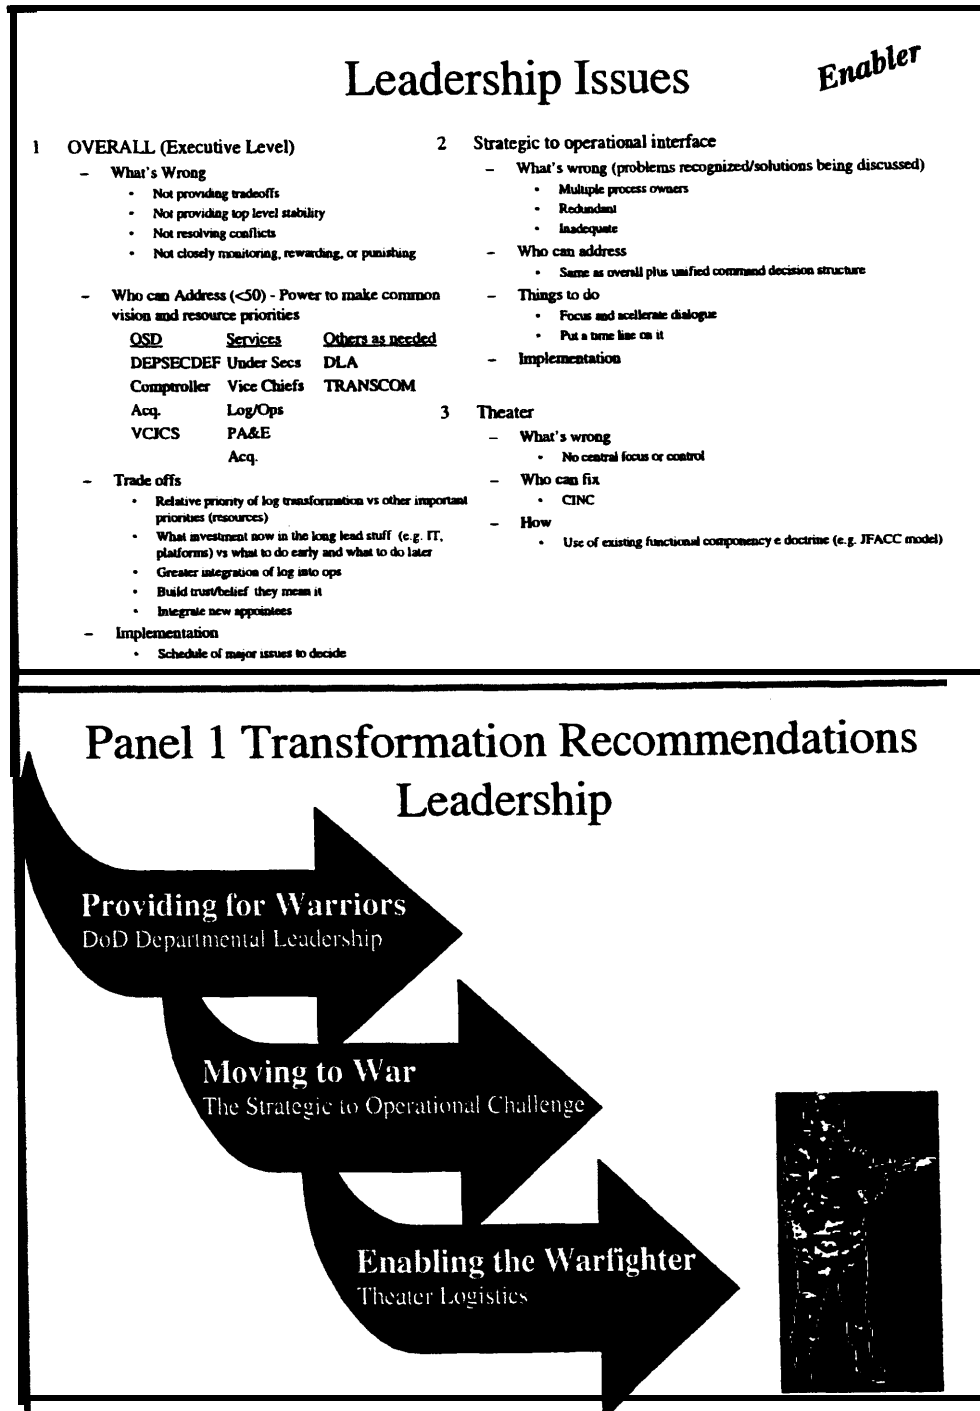 Leadership Issues
Enabler
1 OVERALL (Executive Level)
– What's Wrong
• Not providing tradeoffs
• Not providing top level stability
• Not resolving conflicts
• Not closely monitoring, rewarding, or punishing
– Who can Address (<50) - Power to make common
vision and resource priorities
OSD Services Others as needed
DEPSECDEF Under Secs DLA
Comptroller Vice Chiefs TRANSCOM
Acq. Log/Ops
VCJCS PA&E
Acq.
– Trade offs
• Relative priority of log transformation vs other important
priorities (resources)
• What investment now in the long lead stuff (e.g. IT,
platforms) vs what to do early and what to do later
• Greater integration of log into ops
• Build trust/belief they mean it
• Integrate new appointees
– Implementation
• Schedule of major issues to decide
2 Strategic to operational interface
– What's wrong (problems recognized/solutions being discussed)
• Multiple process owners
• Redundant
• Inadequate
– Who can address
• Same as overall plus unified command decision structure
– Things to do
• Focus and acellerate dialogue
• Put a time line on it
– Implementation
3 Theater
– What's wrong
• No central focus or control
– Who can fix
• CINC
– How
• Use of existing functional componency e doctrine (e.g. JFACC model)
Panel 1 Transformation Recommendations
Leadership
Providing for Warriors
DoD Departmental Leadership
Moving to War
The Strategic to Operational Challenge
Enabling the Warfighter
Theater Logistics